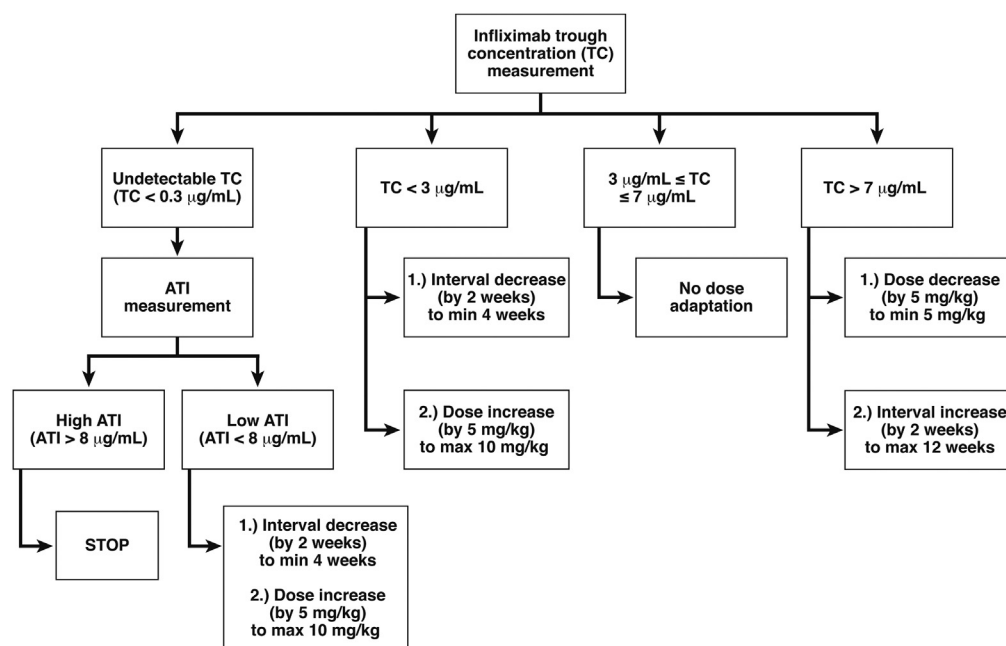 Infliximab trough
concentration (TC)
measurement
Undetectable TC
(TC < 0.3 μg/mL)
TC < 3 μg/mL
3 μg/mL ≤ TC
≤ 7 μg/mL
TC > 7 μg/mL
ATI
measurement
1.) Interval decrease
(by 2 weeks)
to min 4 weeks
No dose
adaptation
1.) Dose decrease
(by 5 mg/kg)
to min 5 mg/kg
High ATI
(ATI > 8 μg/mL)
Low ATI
(ATI < 8 μg/mL)
2.) Dose increase
(by 5 mg/kg)
to max 10 mg/kg
2.) Interval increase
(by 2 weeks)
to max 12 weeks
STOP
1.) Interval decrease
(by 2 weeks)
to min 4 weeks
2.) Dose increase
(by 5 mg/kg)
to max 10 mg/kg